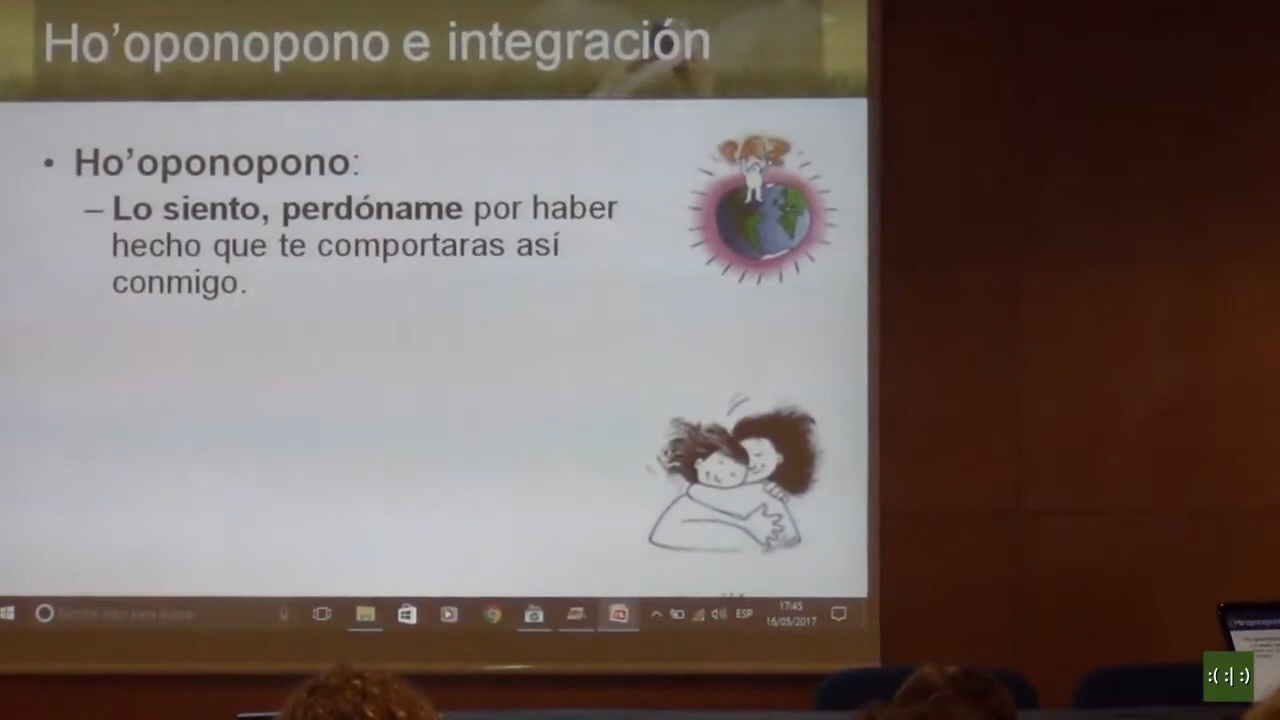 Ho'oponopono e integración
• Ho'oponopono:
– Lo siento, perdóname por haber
hecho que te comportaras así
conmigo.
ESP
17:45
16/05/2017
:( :| :)